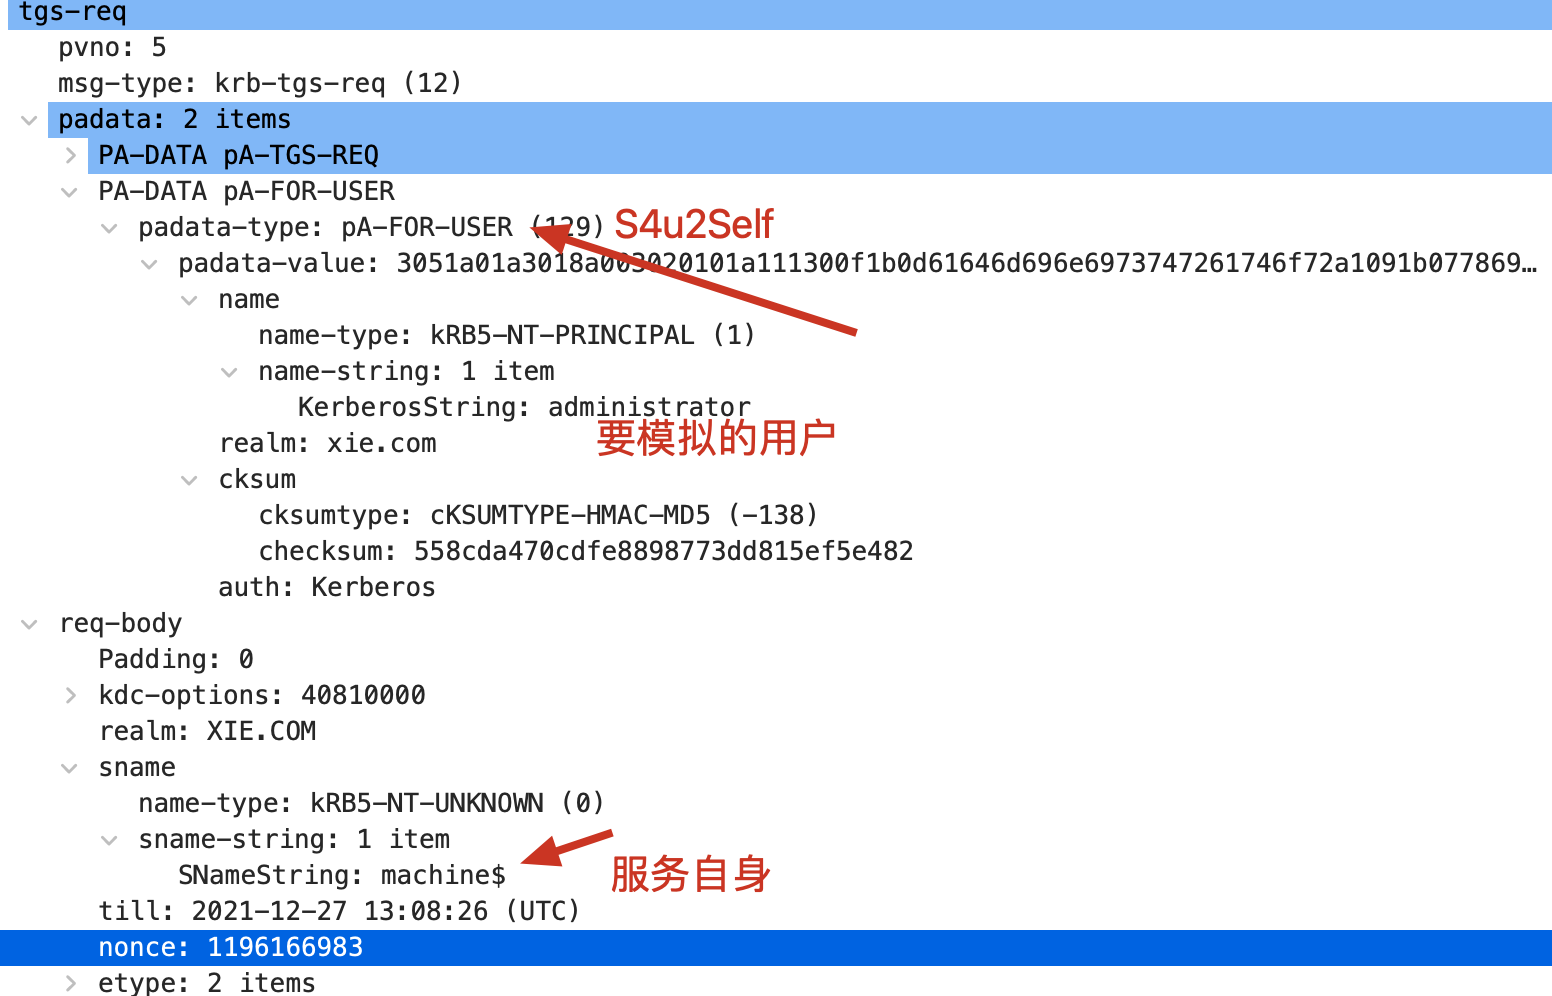 tgs-req
pvno: 5
msg-type: krb-tgs-req (12)
padata: 2 items
PA-DATA pA-TGS-REQ
PA-DATA pA-FOR-USER
padata-type: pA-FOR-USER (129) S4u2Self
padata-value: 3051a01a3018a003020101a111300f1b0d61646d696e6973747261746f72a1091b077869…
name
name-type: kRB5-NT-PRINCIPAL (1)
name-string: 1 item
KerberosString: administrator
要模拟的用户
realm: xie.com
cksum
cksumtype: cKSUMTYPE-HMAC-MD5 (-138)
checksum: 558cda470cdfe8898773dd815ef5e482
auth: Kerberos
req-body
Padding: 0
kdc-options: 40810000
realm: XIE.COM
sname
name-type: kRB5-NT-UNKNOWN (0)
sname-string: 1 item
SNameString: machine$ 服务自身
till: 2021-12-27 13:08:26 (UTC)
nonce: 1196166983
etype: 2 items